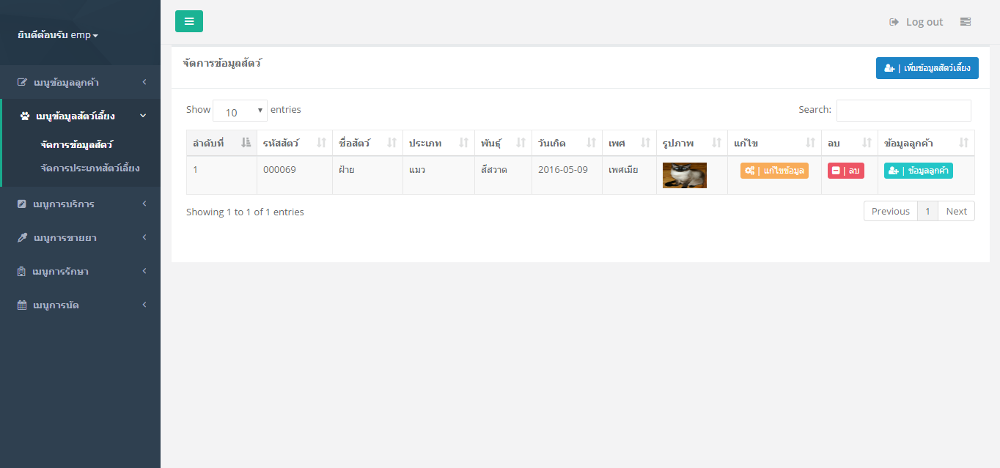 ยินดีต้อนรับ emp
Log out
เมนูข้อมูลลูกค้า
เมนูข้อมูลสัตว์เลี้ยง
จัดการข้อมูลสัตว์
จัดการประเภทสัตว์เลี้ยง
เมนูการบริการ
เมนูการขายยา
เมนูการรักษา
เมนูการนัด
จัดการข้อมูลสัตว์
| เพิ่มข้อมูลสัตว์เลี้ยง
Show 10 entries
Search:
ลำดับที่ รหัสสัตว์ ชื่อสัตว์ ประเภท พันธุ์ วันเกิด เพศ รูปภาพ แก้ไข ลบ ข้อมูลลูกค้า
1 000069 ฝ้าย แมว สีสวาด 2016-05-09 เพศเมีย | แก้ไขข้อมูล | ลบ | ข้อมูลลูกค้า
Showing 1 to 1 of 1 entries
Previous 1 Next